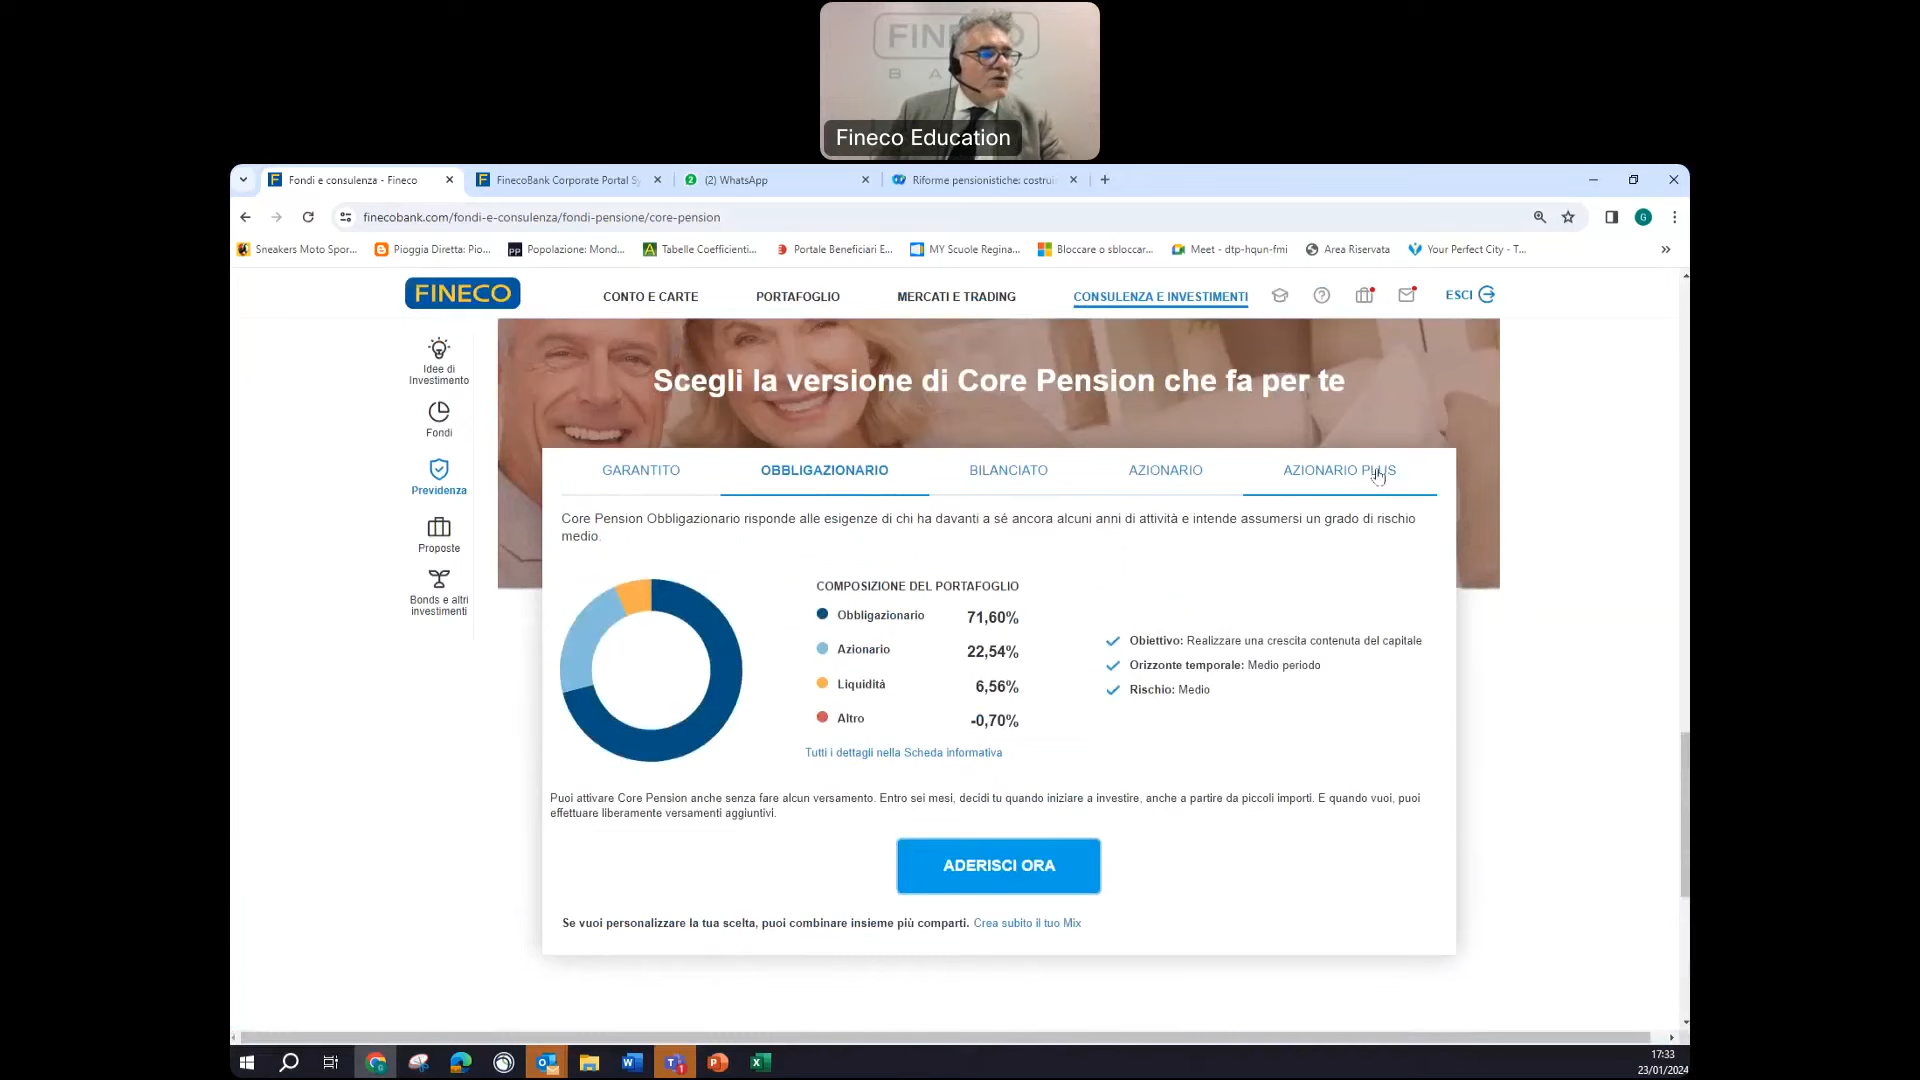 FIN
BA K
Fineco Education
Fondi e consulenza - Fineco
FinecoBank Corporate Portal Sy
(2) WhatsApp
Riforme pensionistiche: costrui
finecobank.com/fondi-e-consulenza/fondi-pensione/core-pension
G
Sneakers Moto Spor...
Pioggia Diretta: Pio...
Popolazione: Mond...
Tabelle Coefficienti...
Portale Beneficiari E...
MY Scuole Regina...
Bloccare o sbloccar...
Meet - dtp-hqun-fmi
Area Riservata
Your Perfect City - T...
FINECO
CONTO E CARTE
PORTAFOGLIO
MERCATI E TRADING
CONSULENZA E INVESTIMENTI
ESCI
Idee di
Investimento
Fondi
Previdenza
Proposte
Bonds e altri
investimenti
Scegli la versione di Core Pension che fa per te
GARANTITO
OBBLIGAZIONARIO
BILANCIATO
AZIONARIO
AZIONARIO PLUS
Core Pension Obbligazionario risponde alle esigenze di chi ha davanti a sé ancora alcuni anni di attività e intende assumersi un grado di rischio
medio.
COMPOSIZIONE DEL PORTAFOGLIO
Obbligazionario 71,60%
Azionario 22,54%
Liquidità 6,56%
Altro -0,70%
Tutti i dettagli nella Scheda informativa
Obiettivo: Realizzare una crescita contenuta del capitale
Orizzonte temporale: Medio periodo
Rischio: Medio
Puoi attivare Core Pension anche senza fare alcun versamento. Entro sei mesi, decidi tu quando iniziare a investire, anche a partire da piccoli importi. E quando vuoi, puoi
effettuare liberamente versamenti aggiuntivi.
ADERISCI ORA
Se vuoi personalizzare la tua scelta, puoi combinare insieme più comparti. Crea subito il tuo Mix
17:33
23/01/2024